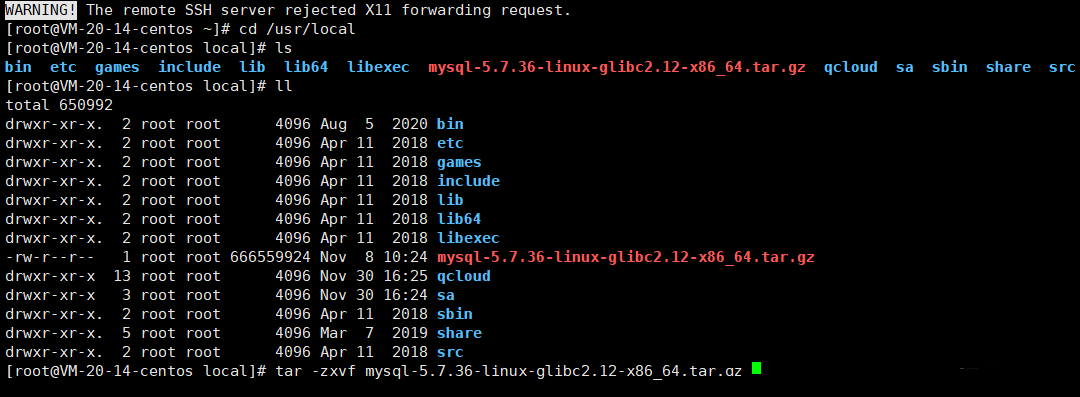 WARNING! The remote SSH server rejected X11 forwarding request.
[root@VM-20-14-centos ~]# cd /usr/local
[root@VM-20-14-centos local]# ls
bin  etc  games  include  lib  lib64  libexec  mysql-5.7.36-linux-glibc2.12-x86_64.tar.gz  qcloud  sa  sbin  share  src
[root@VM-20-14-centos local]# ll
total 650992
drwxr-xr-x.  2 root root      4096 Aug  5  2020 bin
drwxr-xr-x.  2 root root      4096 Apr 11  2018 etc
drwxr-xr-x.  2 root root      4096 Apr 11  2018 games
drwxr-xr-x.  2 root root      4096 Apr 11  2018 include
drwxr-xr-x.  2 root root      4096 Apr 11  2018 lib
drwxr-xr-x.  2 root root      4096 Apr 11  2018 lib64
drwxr-xr-x.  2 root root      4096 Apr 11  2018 libexec
-rw-r--r--   1 root root 666559924 Nov  8 10:24 mysql-5.7.36-linux-glibc2.12-x86_64.tar.gz
drwxr-xr-x  13 root root      4096 Nov 30 16:25 qcloud
drwxr-xr-x   3 root root      4096 Nov 30 16:24 sa
drwxr-xr-x.  2 root root      4096 Apr 11  2018 sbin
drwxr-xr-x.  5 root root      4096 Mar  7  2019 share
drwxr-xr-x.  2 root root      4096 Apr 11  2018 src
[root@VM-20-14-centos local]# tar -zxvf mysql-5.7.36-linux-glibc2.12-x86_64.tar.gz